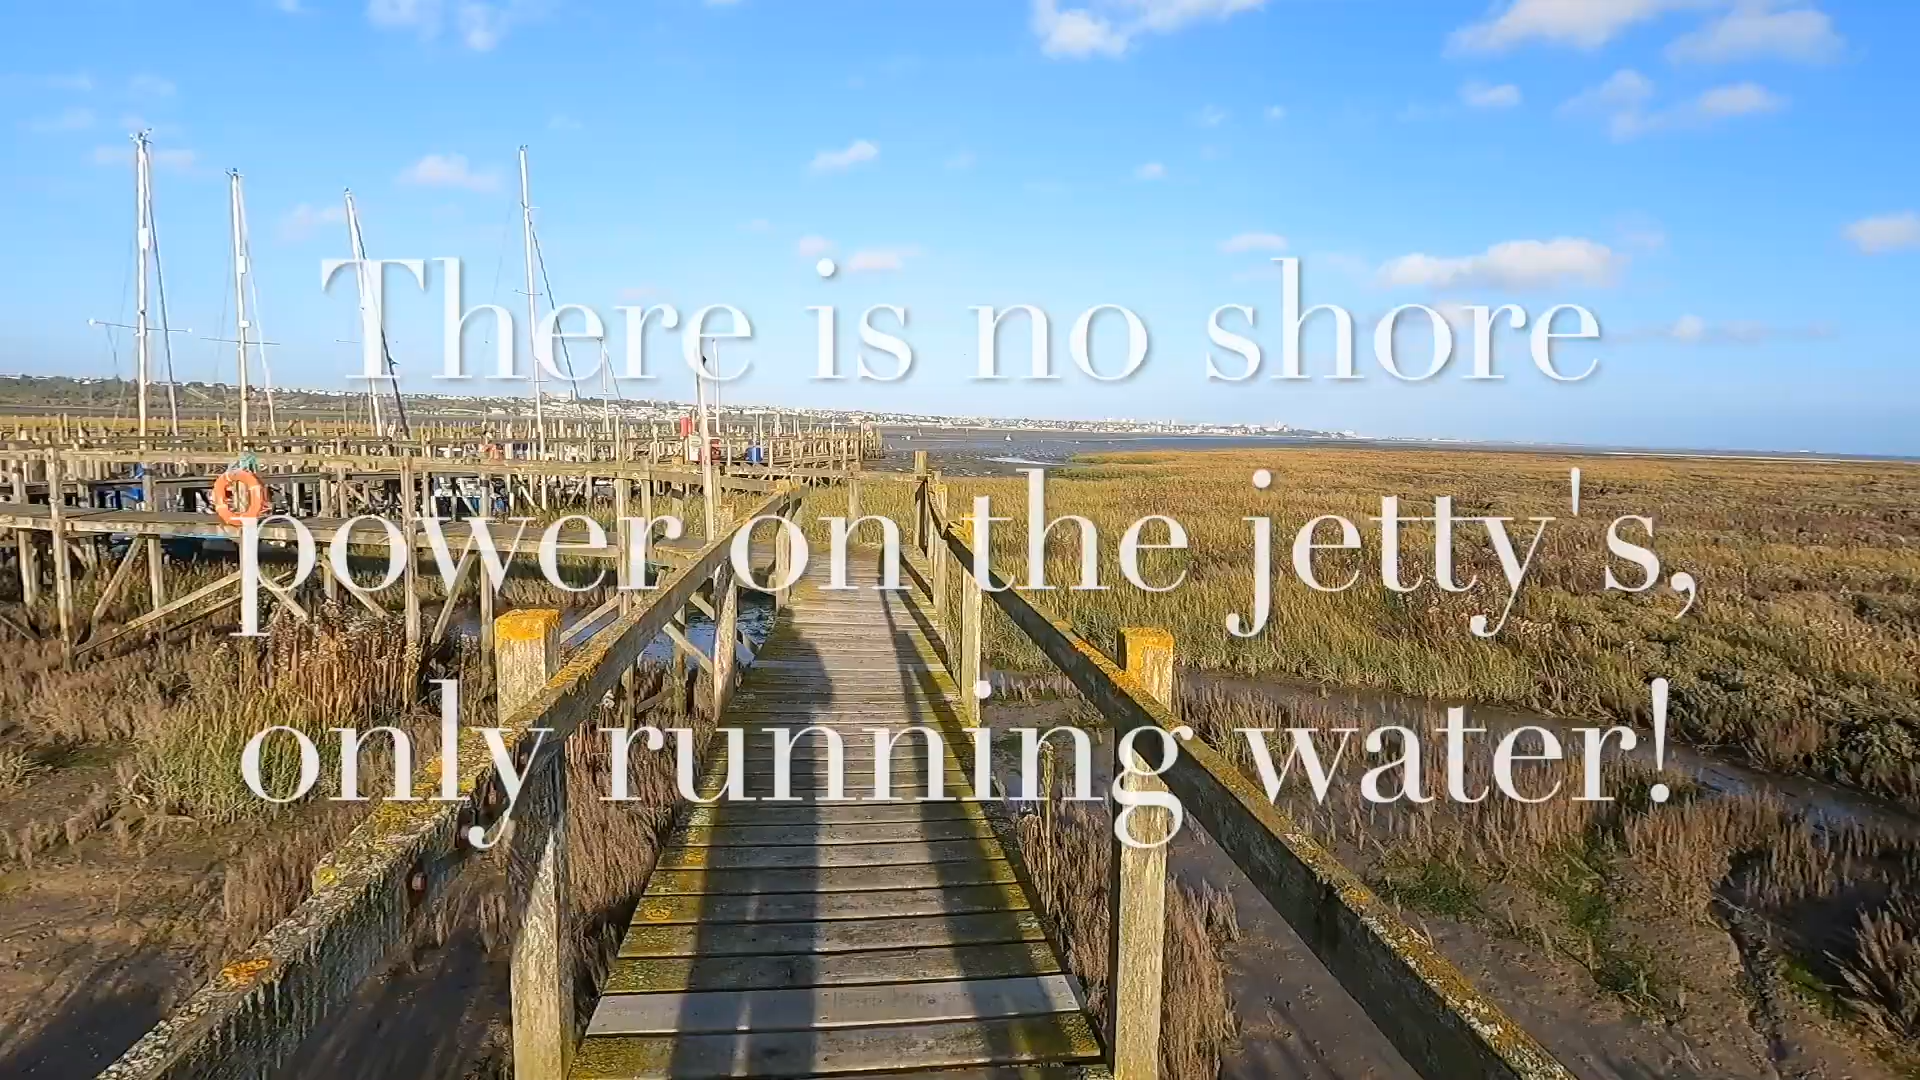 There is no shore
power on the jetty's,
only running water!